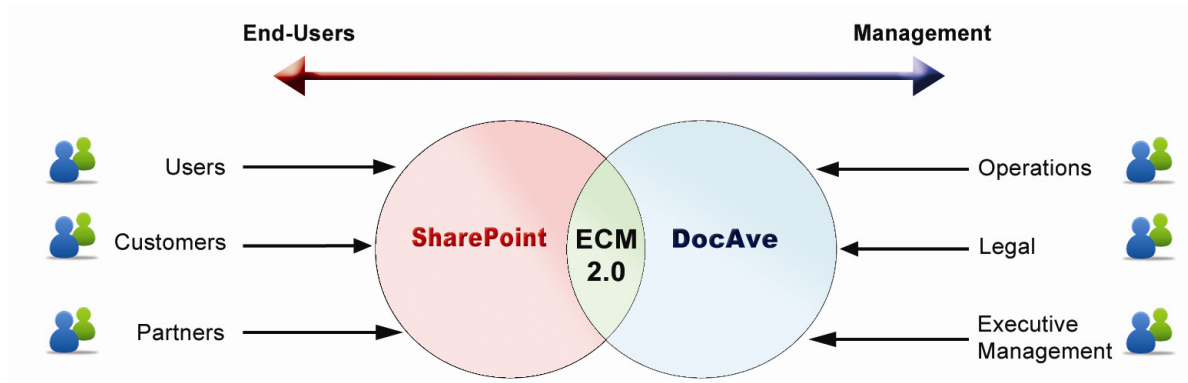 End-Users
Management
Users
Operations
Customers
SharePoint
ECM
2.0
DocAve
Legal
Partners
Executive
Management